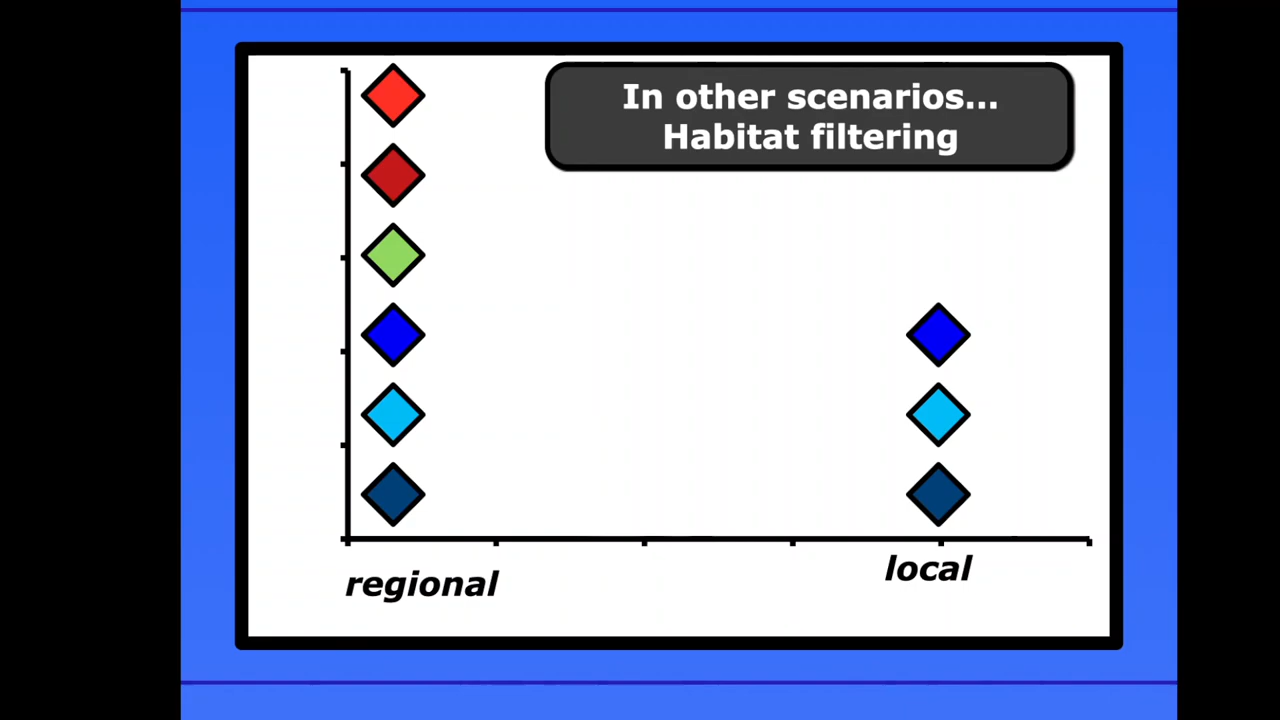 In other scenarios...
Habitat filtering
regional
local